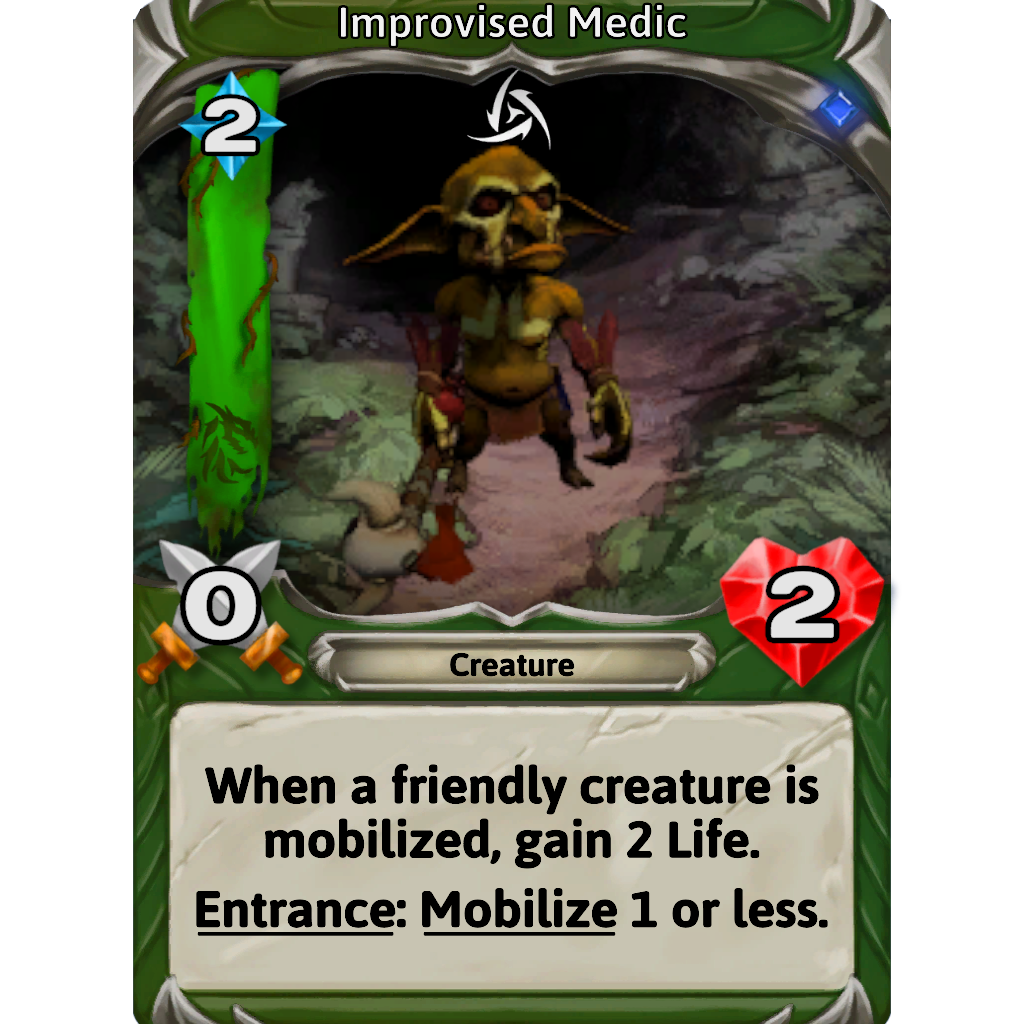 Improvised Medic
2
0
2
Creature
When a friendly creature is
mobilized, gain 2 Life.
Entrance: Mobilize 1 or less.